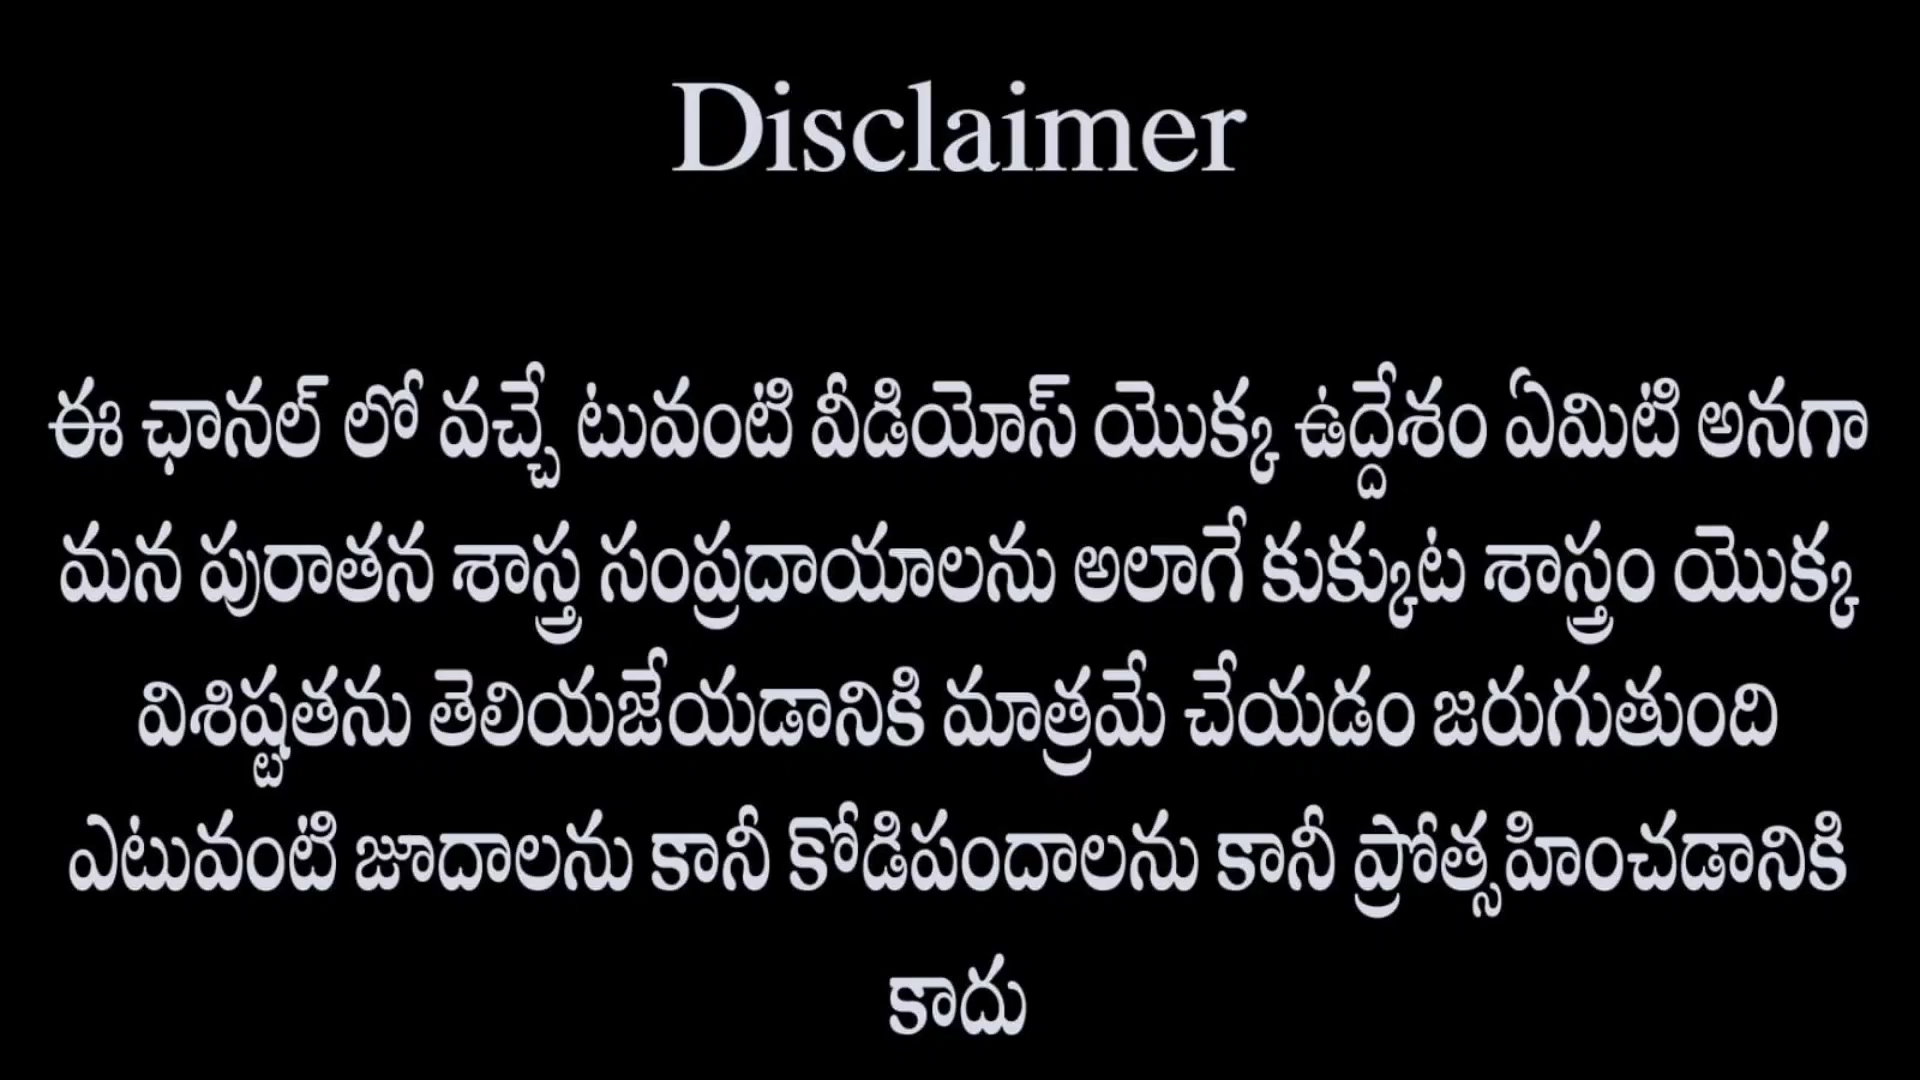 Disclaimer
ఈ ఛానల్ లో వచ్చే టువంటి వీడియోస్ యొక్క ఉద్దేశం ఏమిటి అనగా
మన పురాతన శాస్త్ర సంప్రదాయాలను అలాగే కుక్కుట శాస్త్రం యొక్క
విశిష్టతను తెలియజేయడానికి మాత్రమే చేయడం జరుగుతుంది
ఎటువంటి జూదాలను కానీ కోడిపందాలను కానీ ప్రోత్సహించడానికి
కాదు